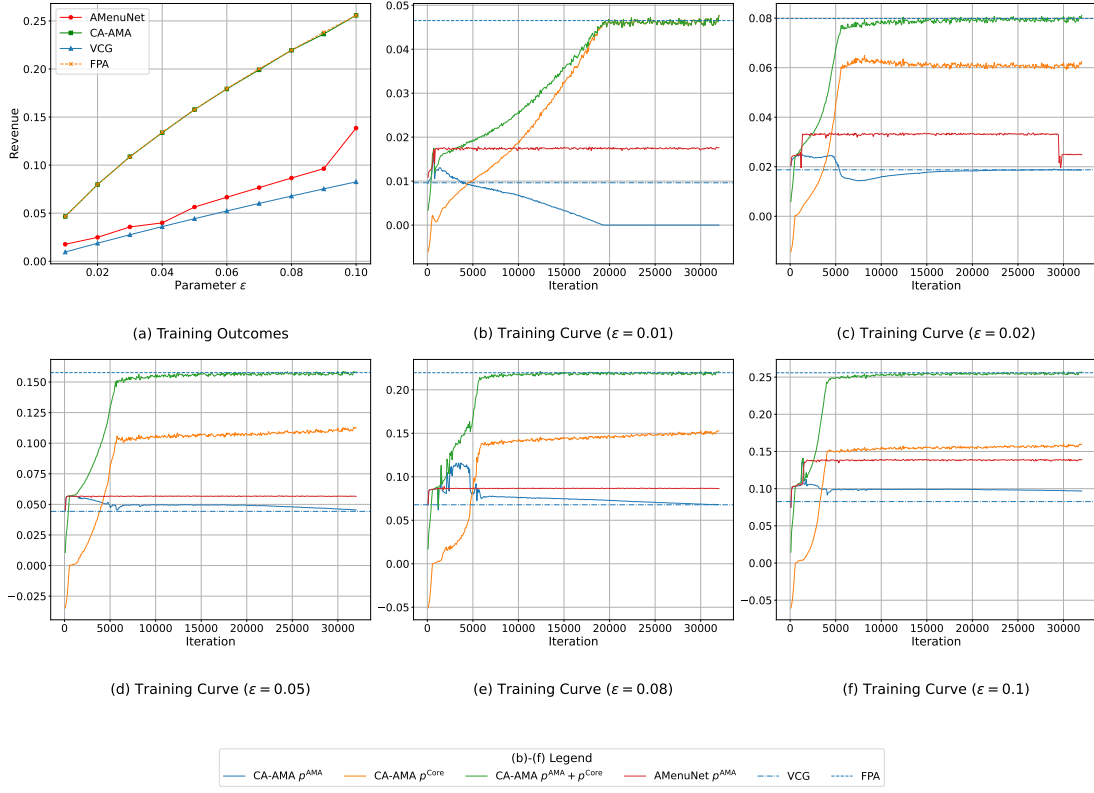 AMenuNet
CA-AMA
VCG
FPA
Revenue
0.25
0.20
0.15
0.10
0.05
0.00
0.02 0.04 0.06 0.08 0.10
Parameter ε
(a) Training Outcomes
0.05
0.04
0.03
0.02
0.01
0.00
0 5000 10000 15000 20000 25000 30000
Iteration
(b) Training Curve (ε = 0.01)
0.08
0.06
0.04
0.02
0.00
0 5000 10000 15000 20000 25000 30000
Iteration
(c) Training Curve (ε = 0.02)
0.150
0.125
0.100
0.075
0.050
0.025
0.000
−0.025
0 5000 10000 15000 20000 25000 30000
Iteration
(d) Training Curve (ε = 0.05)
0.20
0.15
0.10
0.05
0.00
−0.05
0 5000 10000 15000 20000 25000 30000
Iteration
(e) Training Curve (ε = 0.08)
0.25
0.20
0.15
0.10
0.05
0.00
−0.05
0 5000 10000 15000 20000 25000 30000
Iteration
(f) Training Curve (ε = 0.1)
(b)-(f) Legend
CA-AMA p^AMA CA-AMA p^Core CA-AMA p^AMA + p^Core AMenuNet p^AMA VCG FPA